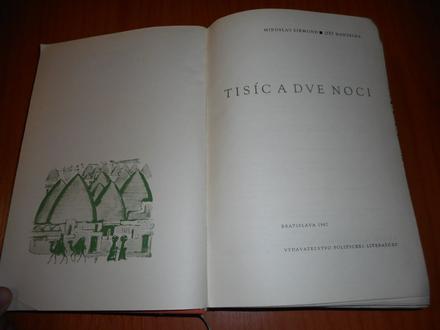 MIROSLAV ZIKMUND ■ JIŘÍ HANZELKA
TISÍC A DVE NOCI
BRATISLAVA 1967
VYDAVATEĽSTVO POLITICKEJ LITERATÚRY